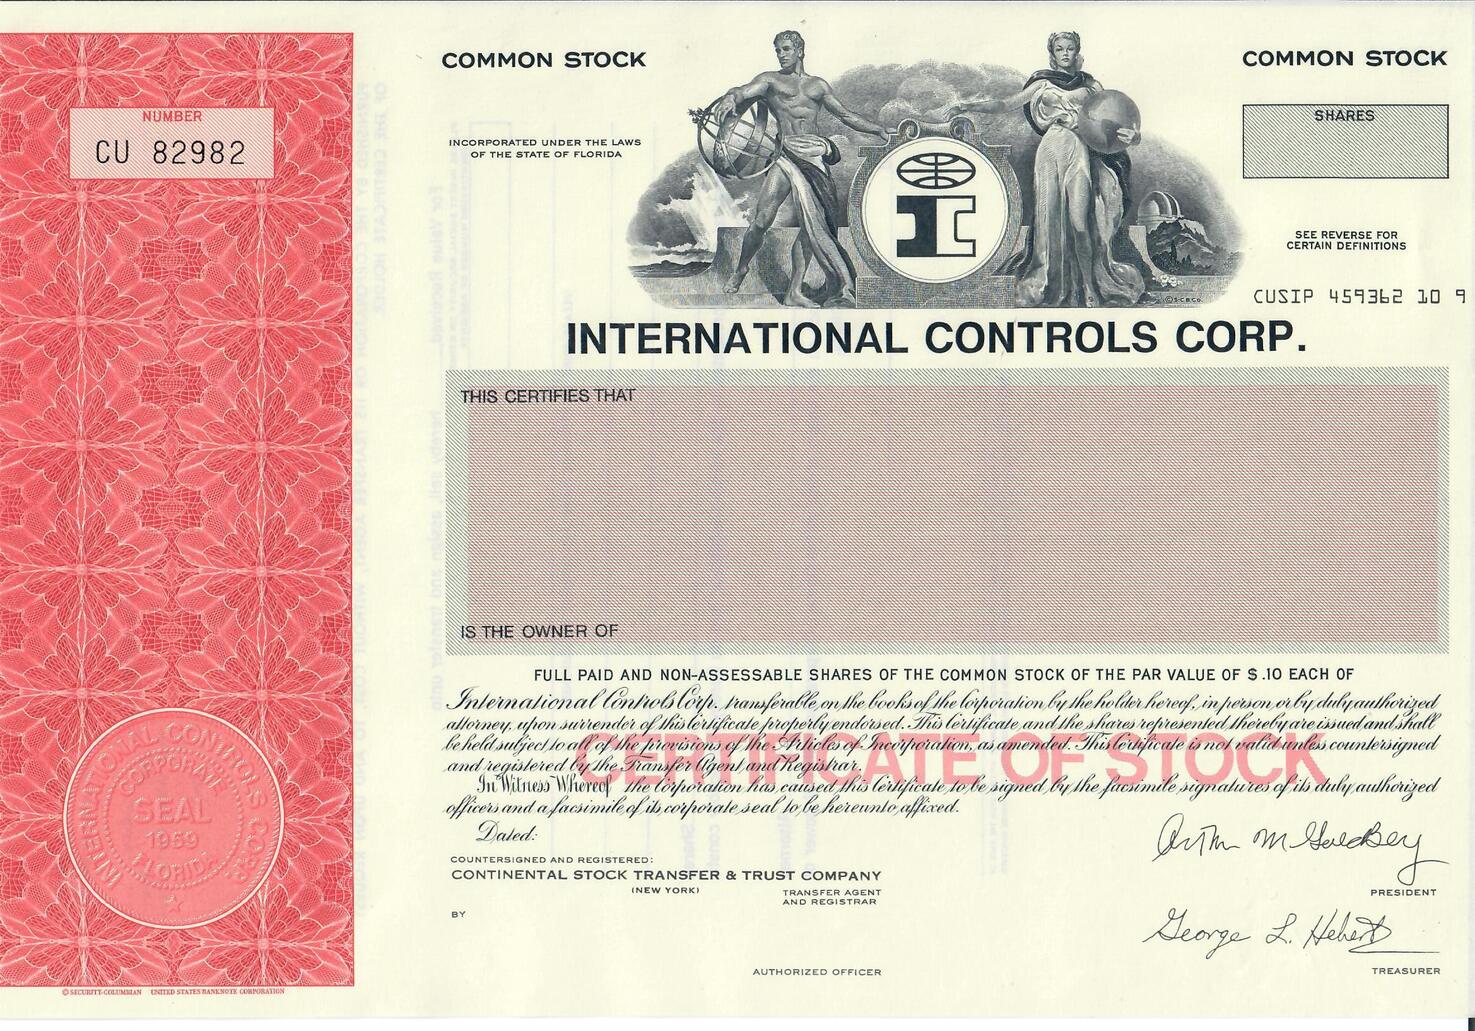 COMMON STOCK
COMMON STOCK
NUMBER
CU 82982
SHARES
INCORPORATED UNDER THE LAWS
OF THE STATE OF FLORIDA
SEE REVERSE FOR
CERTAIN DEFINITIONS
CUSIP 459362 10 9
©S-C.B.CO.
INTERNATIONAL CONTROLS CORP.
THIS CERTIFIES THAT
IS THE OWNER OF
FULL PAID AND NON-ASSESSABLE SHARES OF THE COMMON STOCK OF THE PAR VALUE OF $ .10 EACH OF
International Controls Corp. transferable on the books of the Corporation by the holder hereof, in person or by duly authorized
attorney, upon surrender of this Certificate properly endorsed. This Certificate and the shares represented thereby are issued and shall
be held subject to all of the provisions of the Articles of Incorporation, as amended. This Certificate is not valid unless countersigned
and registered by the Transfer Agent and Registrar.
CERTIFICATE OF STOCK
In Witness Whereof the Corporation has caused this Certificate to be signed by the facsimile signatures of its duly authorized
officers and a facsimile of its corporate seal to be hereunto affixed.
Dated:
COUNTERSIGNED AND REGISTERED:
CONTINENTAL STOCK TRANSFER & TRUST COMPANY
(NEW YORK)
TRANSFER AGENT
AND REGISTRAR
BY
AUTHORIZED OFFICER
PRESIDENT
George L. Hebert
TREASURER
INTERNATIONAL CONTROLS CORP.
CORPORATE
SEAL
1959
FLORIDA
© SECURITY-COLUMBIAN UNITED STATES BANKNOTE CORPORATION